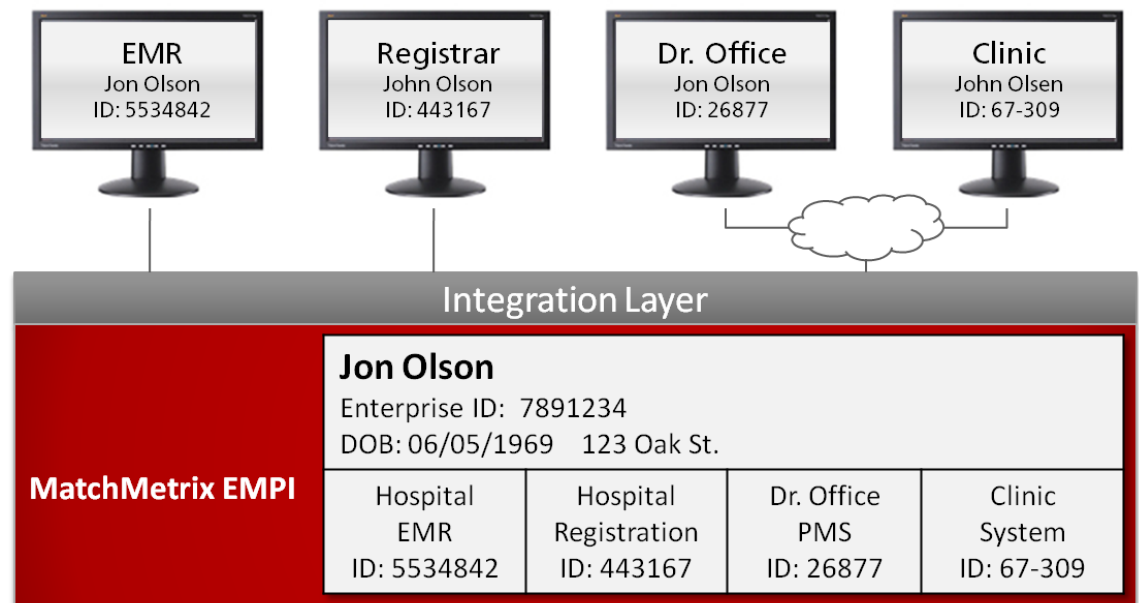 EMR
Jon Olson
ID: 5534842
Registrar
John Olson
ID: 443167
Dr. Office
Jon Olson
ID: 26877
Clinic
John Olsen
ID: 67-309
Integration Layer
MatchMetrix EMPI
Jon Olson
Enterprise ID: 7891234
DOB: 06/05/1969 123 Oak St.
Hospital
EMR
ID: 5534842
Hospital
Registration
ID: 443167
Dr. Office
PMS
ID: 26877
Clinic
System
ID: 67-309